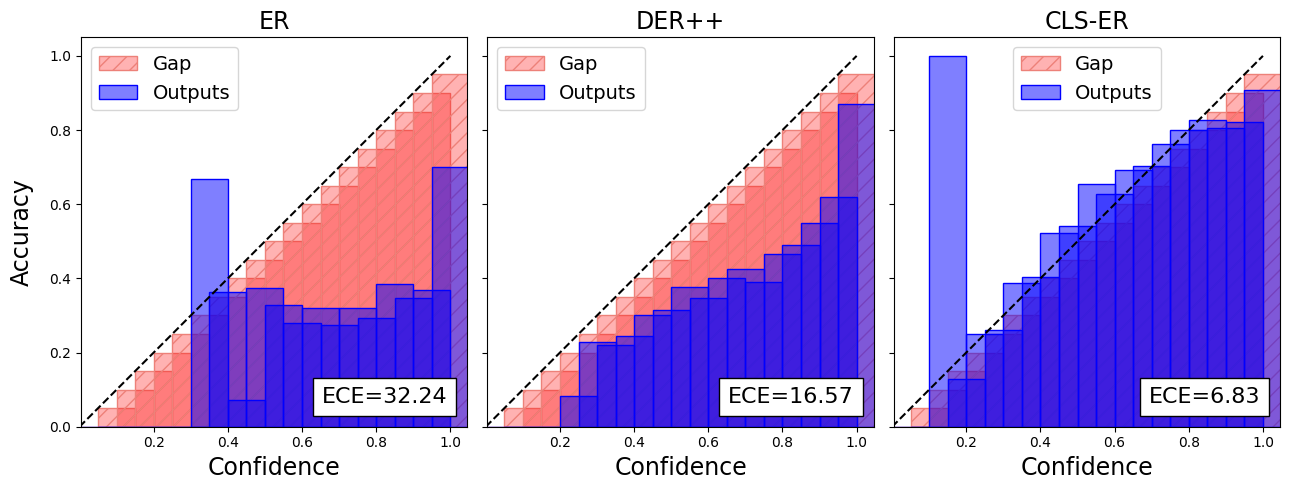 ER
DER++
CLS-ER
Gap
Outputs
Gap
Outputs
Gap
Outputs
1.0
0.8
0.6
0.4
0.2
0.0
Accuracy
ECE=32.24
ECE=16.57
ECE=6.83
0.2 0.4 0.6 0.8 1.0
0.2 0.4 0.6 0.8 1.0
0.2 0.4 0.6 0.8 1.0
Confidence
Confidence
Confidence